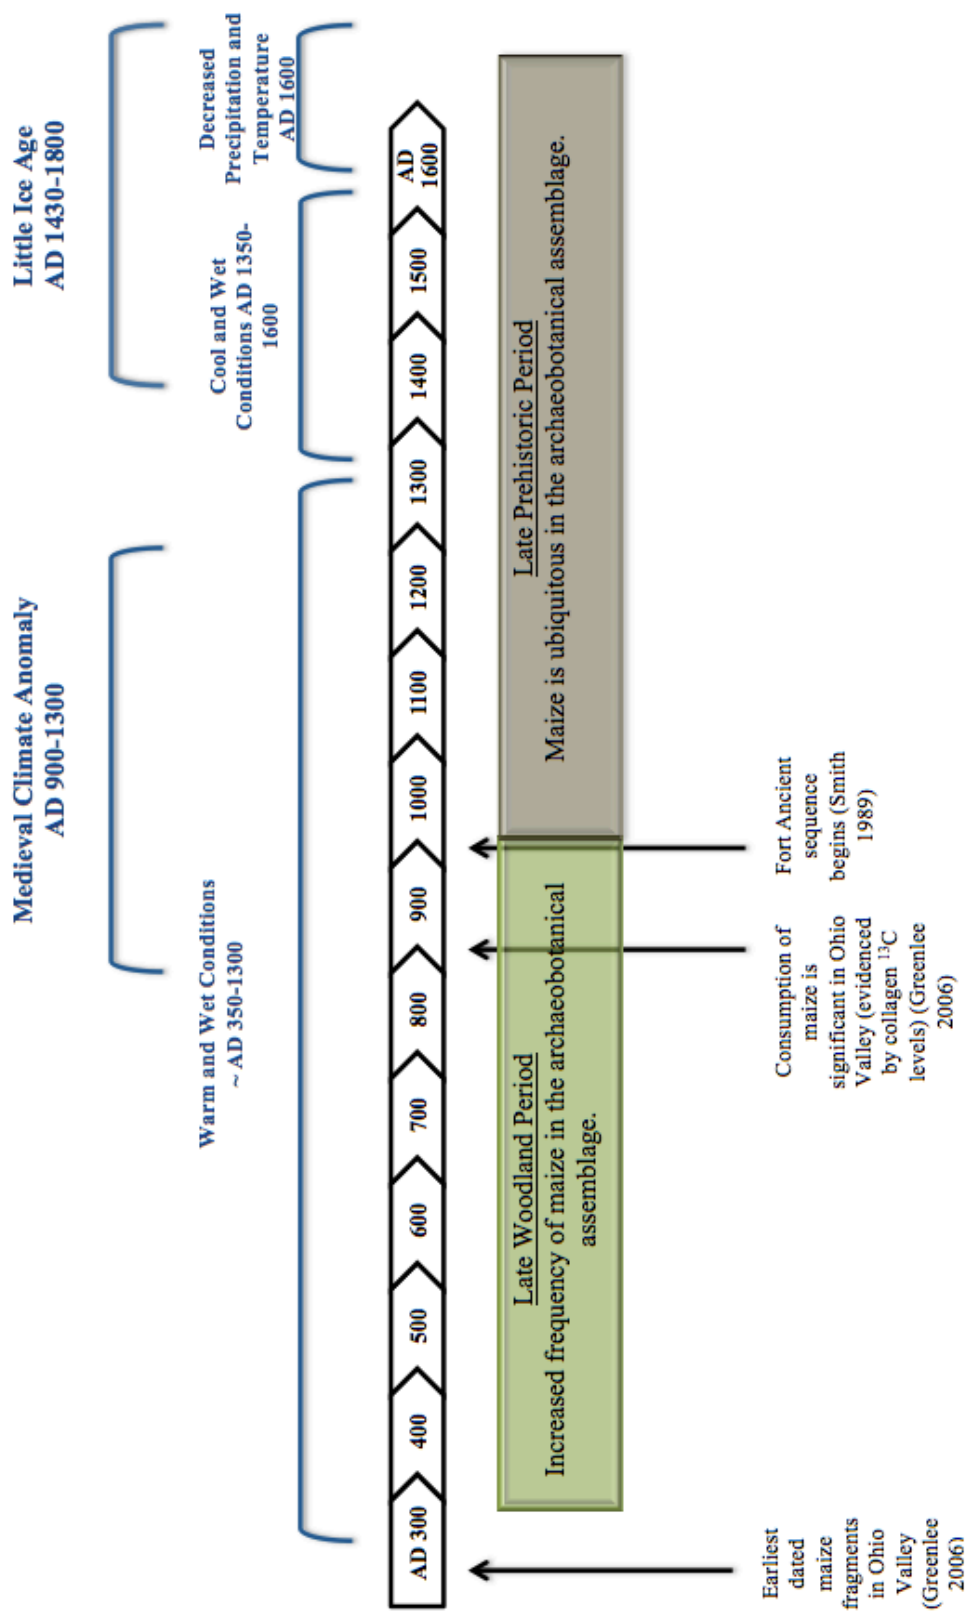 Medieval Climate Anomaly
AD 900-1300
Little Ice Age
AD 1430-1800
Warm and Wet Conditions
~ AD 350-1300
Cool and Wet
Conditions AD 1350-
1600
Decreased
Precipitation and
Temperature
AD 1600
AD 300
400
500
600
700
800
900
1000
1100
1200
1300
1400
1500
AD
1600
Late Woodland Period
Increased frequency of maize in the archaeobotanical
assemblage.
Late Prehistoric Period
Maize is ubiquitous in the archaeobotanical assemblage.
Earliest
dated
maize
fragments
in Ohio
Valley
(Greenlee
2006)
Consumption of
maize is
significant in Ohio
Valley (evidenced
by collagen ¹³C
levels) (Greenlee
2006)
Fort Ancient
sequence
begins (Smith
1989)